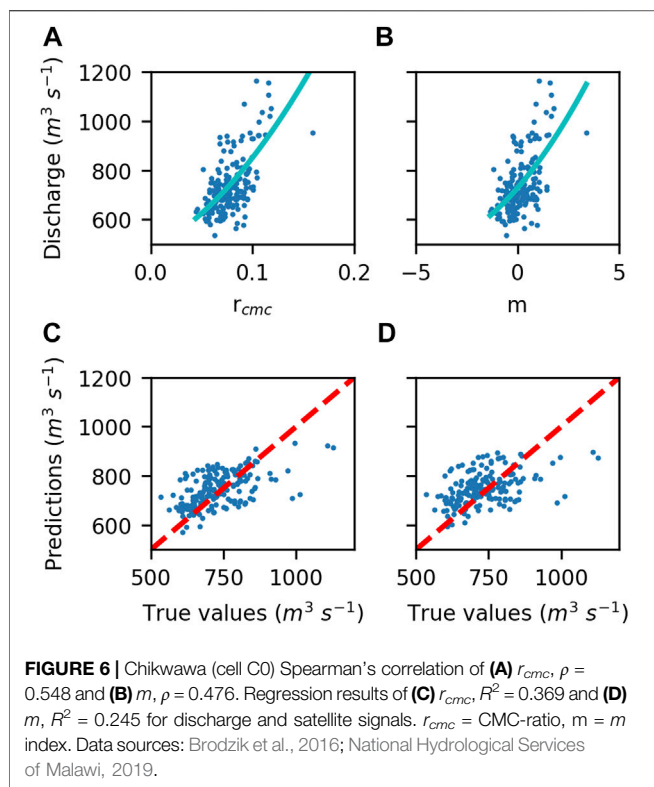 A
B
Discharge (m³ s⁻¹)
1200
1000
800
600
0.0 0.1 0.2
r_cmc
−5 0 5
m
C
D
Predictions (m³ s⁻¹)
1200
1000
800
600
500 750 1000
True values (m³ s⁻¹)
500 750 1000
True values (m³ s⁻¹)
FIGURE 6 | Chikwawa (cell C0) Spearman's correlation of (A) r_cmc, ρ =
0.548 and (B) m, ρ = 0.476. Regression results of (C) r_cmc, R² = 0.369 and (D)
m, R² = 0.245 for discharge and satellite signals. r_cmc = CMC-ratio, m = m
index. Data sources: Brodzik et al., 2016; National Hydrological Services
of Malawi, 2019.